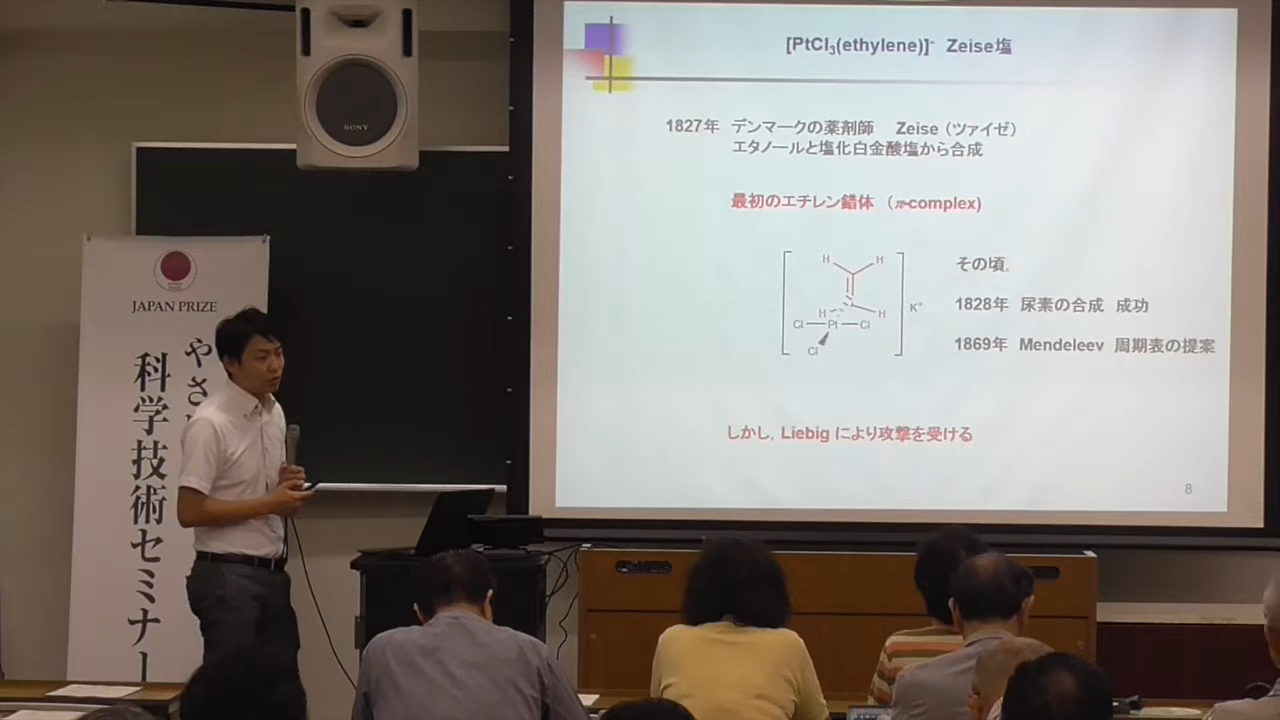 SONY
[PtCl3(ethylene)]- Zeise塩
1827年 デンマークの薬剤師 Zeise（ツァイゼ）
エタノールと塩化白金酸塩から合成
最初のエチレン錯体 （π-complex)
H H
H H
Cl Pt Cl
Cl
K+
その頃,
1828年 尿素の合成 成功
1869年 Mendeleev 周期表の提案
しかし, Liebig により攻撃を受ける
8
JAPAN PRIZE
やさ
科学技術セミナー